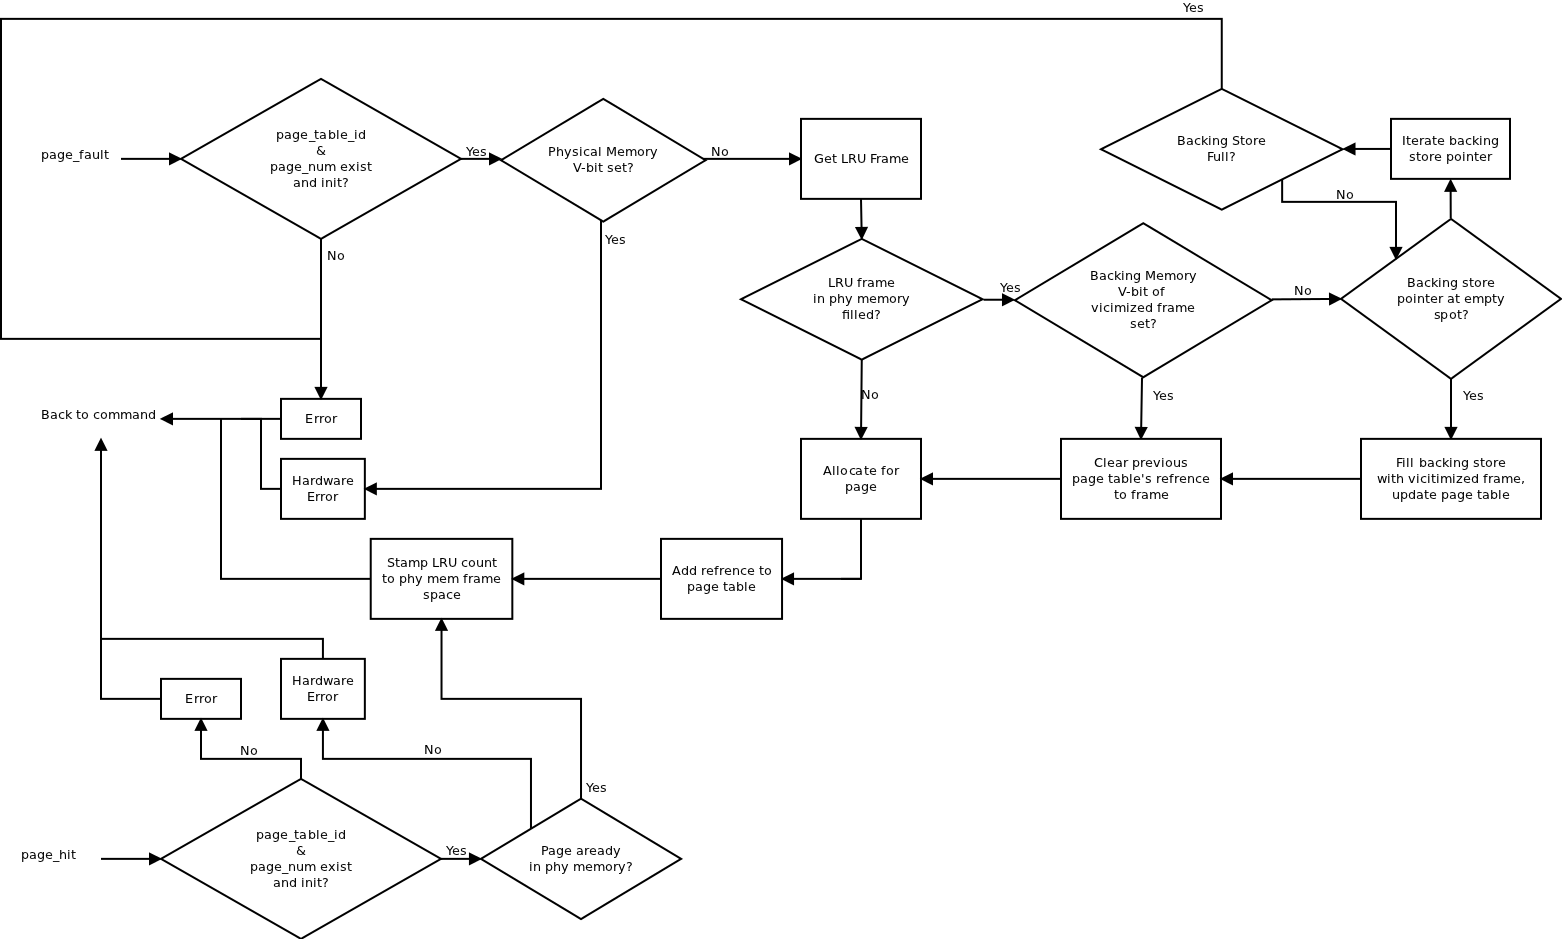 Yes
page_fault
page_table_id
&
page_num exist
and init?
Yes
No
Physical Memory
V-bit set?
No
Yes
Get LRU Frame
Backing Store
Full?
No
Iterate backing
store pointer
LRU frame
in phy memory
filled?
Yes
No
Backing Memory
V-bit of
vicimized frame
set?
No
Yes
Backing store
pointer at empty
spot?
Yes
Back to command
Error
Hardware
Error
Allocate for
page
Clear previous
page table's refrence
to frame
Fill backing store
with vicitimized frame,
update page table
Stamp LRU count
to phy mem frame
space
Add refrence to
page table
Error
Hardware
Error
No
No
Yes
page_hit
page_table_id
&
page_num exist
and init?
Yes
Page aready
in phy memory?